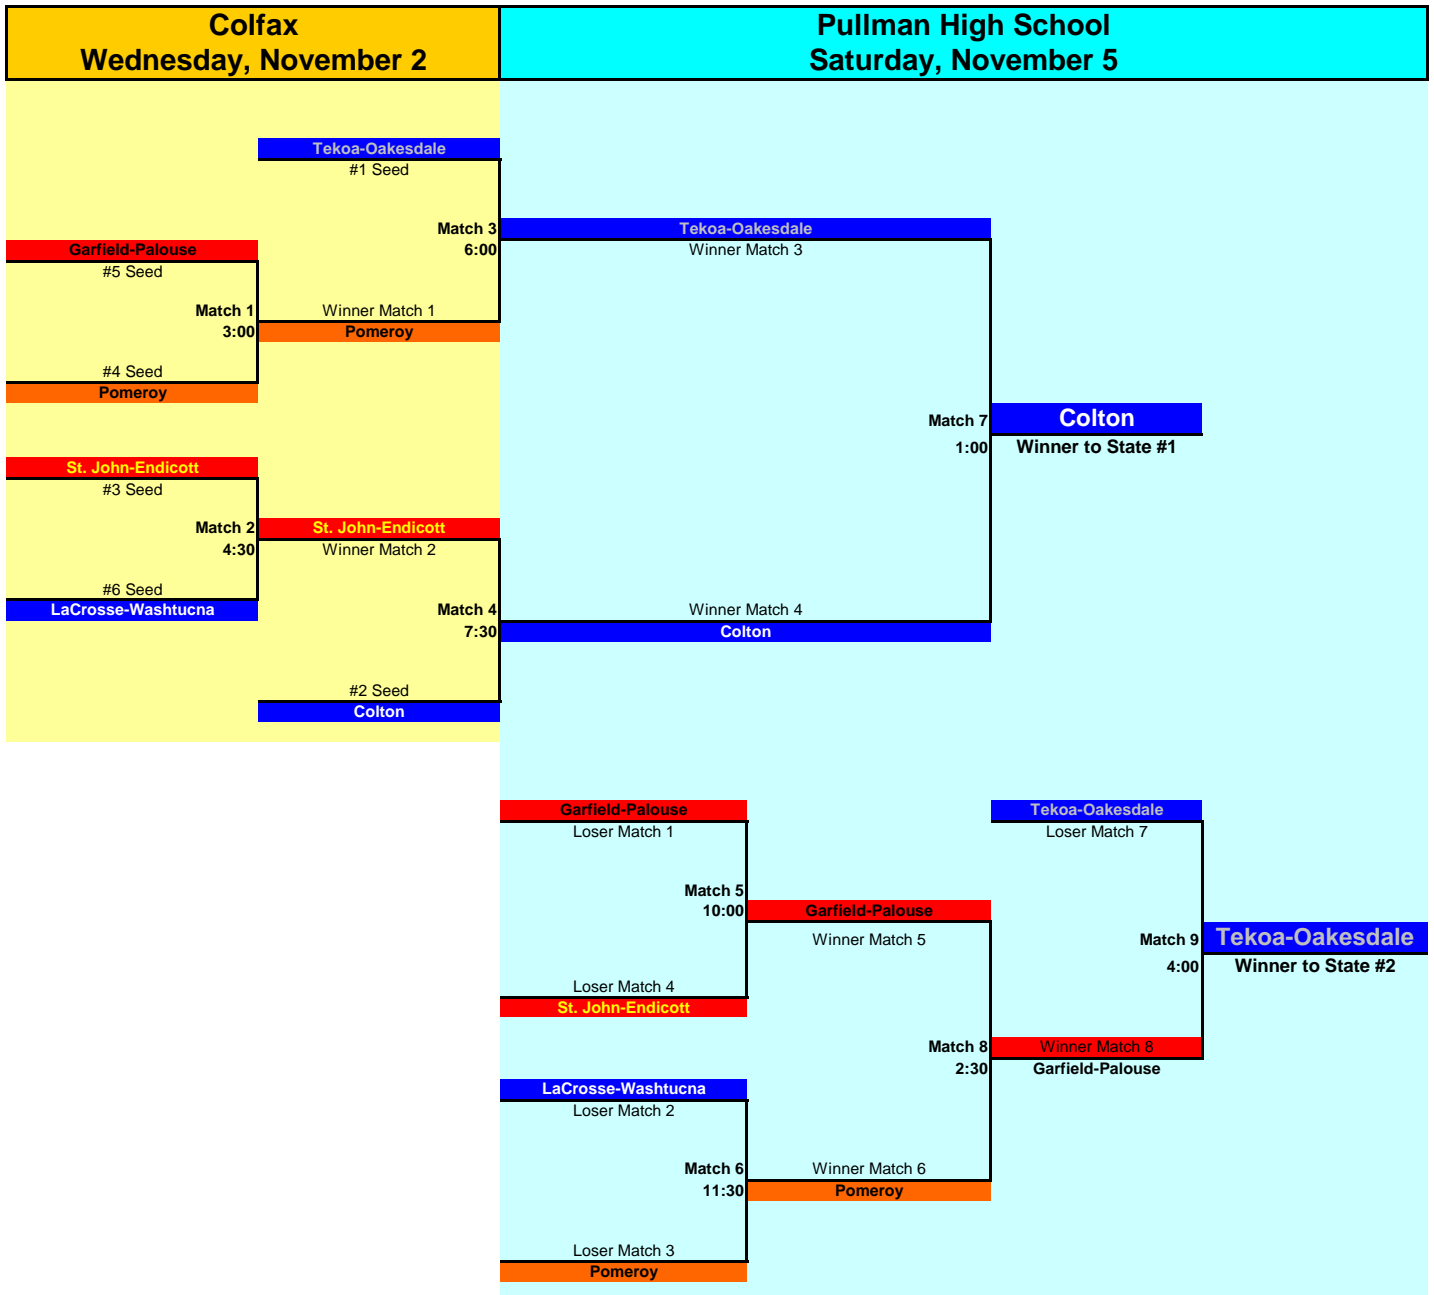 Colfax
Wednesday, November 2
Pullman High School
Saturday, November 5
Tekoa-Oakesdale
#1 Seed
Match 3
6:00
Tekoa-Oakesdale
Winner Match 3
Garfield-Palouse
#5 Seed
Match 1
3:00
Winner Match 1
Pomeroy
#4 Seed
Pomeroy
Match 7
1:00
Colton
Winner to State #1
St. John-Endicott
#3 Seed
Match 2
4:30
St. John-Endicott
Winner Match 2
#6 Seed
LaCrosse-Washtucna
Match 4
7:30
Winner Match 4
Colton
#2 Seed
Colton
Garfield-Palouse
Loser Match 1
Tekoa-Oakesdale
Loser Match 7
Match 5
10:00
Garfield-Palouse
Winner Match 5
Match 9
4:00
Tekoa-Oakesdale
Winner to State #2
Loser Match 4
St. John-Endicott
Match 8
2:30
Winner Match 8
Garfield-Palouse
LaCrosse-Washtucna
Loser Match 2
Match 6
11:30
Winner Match 6
Pomeroy
Loser Match 3
Pomeroy